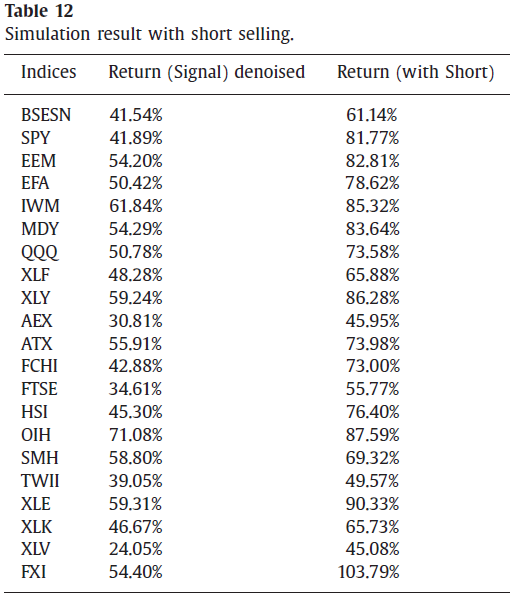 Table 12
Simulation result with short selling.
Indices Return (Signal) denoised Return (with Short)
BSESN 41.54% 61.14%
SPY 41.89% 81.77%
EEM 54.20% 82.81%
EFA 50.42% 78.62%
IWM 61.84% 85.32%
MDY 54.29% 83.64%
QQQ 50.78% 73.58%
XLF 48.28% 65.88%
XLY 59.24% 86.28%
AEX 30.81% 45.95%
ATX 55.91% 73.98%
FCHI 42.88% 73.00%
FTSE 34.61% 55.77%
HSI 45.30% 76.40%
OIH 71.08% 87.59%
SMH 58.80% 69.32%
TWII 39.05% 49.57%
XLE 59.31% 90.33%
XLK 46.67% 65.73%
XLV 24.05% 45.08%
FXI 54.40% 103.79%